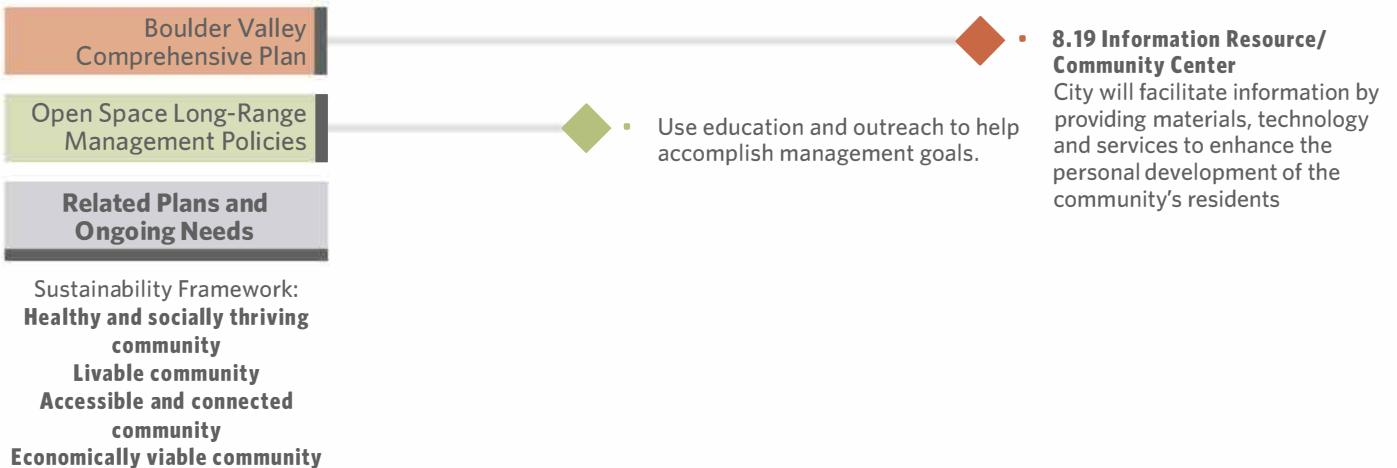 Boulder Valley
Comprehensive Plan
• 8.19 Information Resource/
Community Center
City will facilitate information by
providing materials, technology
and services to enhance the
personal development of the
community's residents
Open Space Long-Range
Management Policies
• Use education and outreach to help
accomplish management goals.
Related Plans and
Ongoing Needs
Sustainability Framework:
Healthy and socially thriving
community
Livable community
Accessible and connected
community
Economically viable community